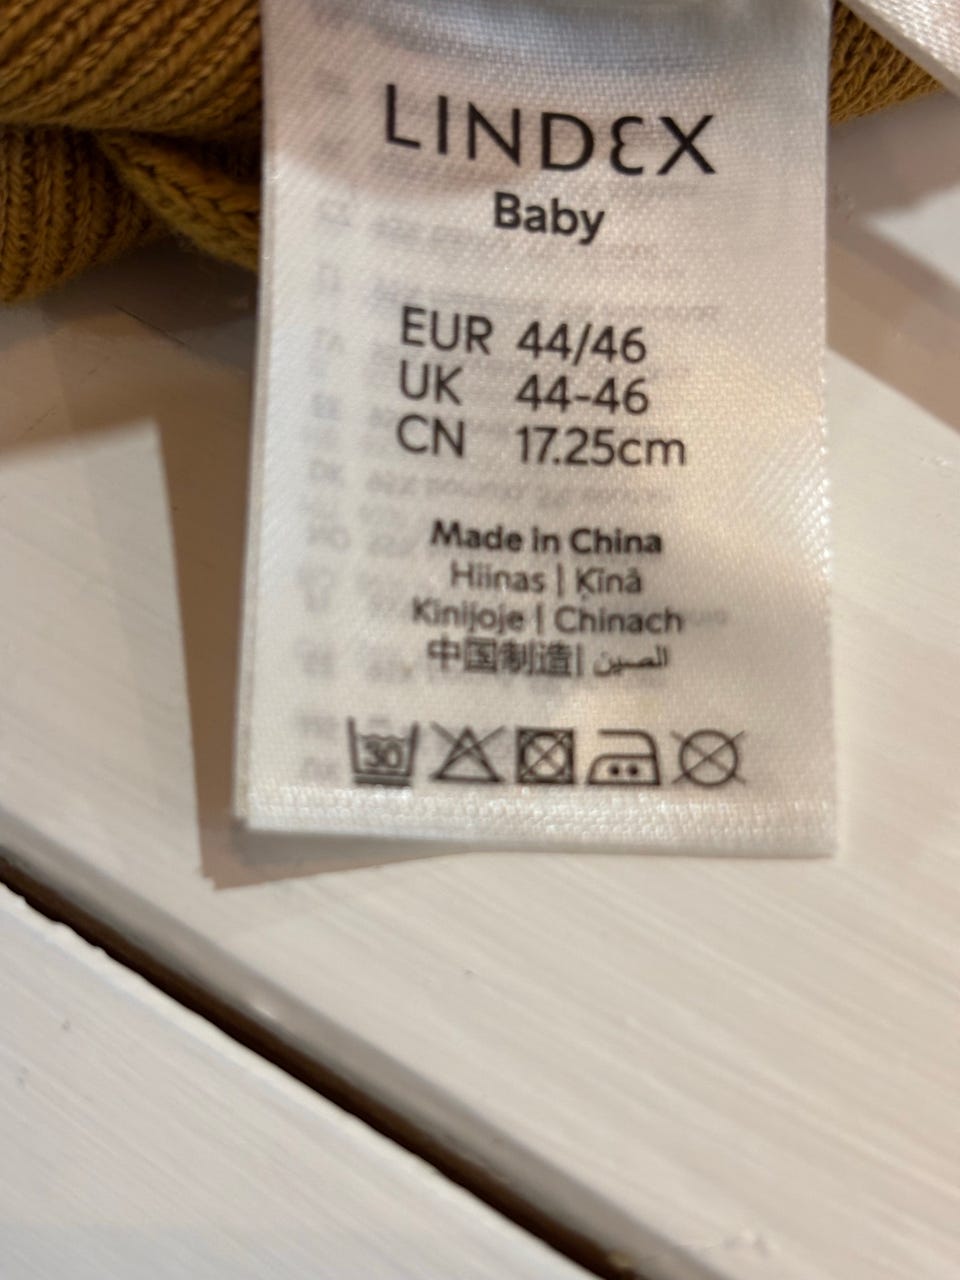 LINDEX
Baby
EUR 44/46
UK 44-46
CN 17.25cm
Made in China
Hiinas | Ķīnā
Kinijoje | Chinach
中国制造| الصين
30